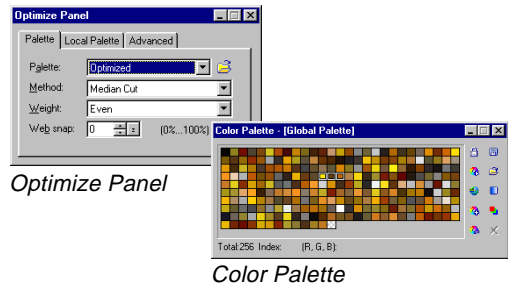 Optimize Panel
Palette Local Palette Advanced
Palette: Optimized
Method: Median Cut
Weight: Even
Web snap: 0 (0%...100%)
Optimize Panel
Color Palette - [Global Palette]
Total:256 Index: (R, G, B):
Color Palette